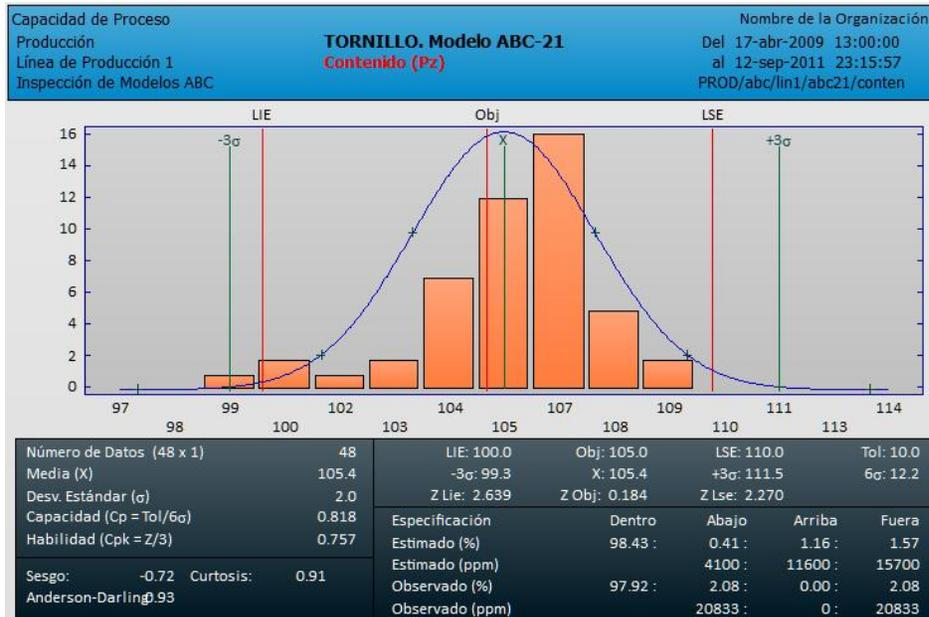 Capacidad de Proceso
Nombre de la Organización
Producción
TORNILLO. Modelo ABC-21
Del 17-abr-2009 13:00:00
Línea de Producción 1
Contenido (Pz)
al 12-sep-2011 23:15:57
Inspección de Modelos ABC
PROD/abc/lin1/abc21/conten
LIE Obj LSE
-3σ X +3σ
16
14
12
10
8
6
4
2
0
97 99 102 104 105 107 109 111 114
98 100 103 105 108 110 113
Número de Datos (48 x 1) 48
Media (X) 105.4
Desv. Estándar (σ) 2.0
Capacidad (Cp = Tol/6σ) 0.818
Habilidad (Cpk = Z/3) 0.757
Sesgo: -0.72 Curtosis: 0.91
Anderson-Darling: 0.93
LIE: 100.0 Obj: 105.0 LSE: 110.0 Tol: 10.0
-3σ: 99.3 X: 105.4 +3σ: 111.5 6σ: 12.2
Z Lie: 2.639 Z Obj: 0.184 Z Lse: 2.270
Especificación Dentro Abajo Arriba Fuera
Estimado (%) 98.43 : 0.41 : 1.16 : 1.57
Estimado (ppm) 4100 : 11600 : 15700
Observado (%) 97.92 : 2.08 : 0.00 : 2.08
Observado (ppm) 20833 : 0 : 20833